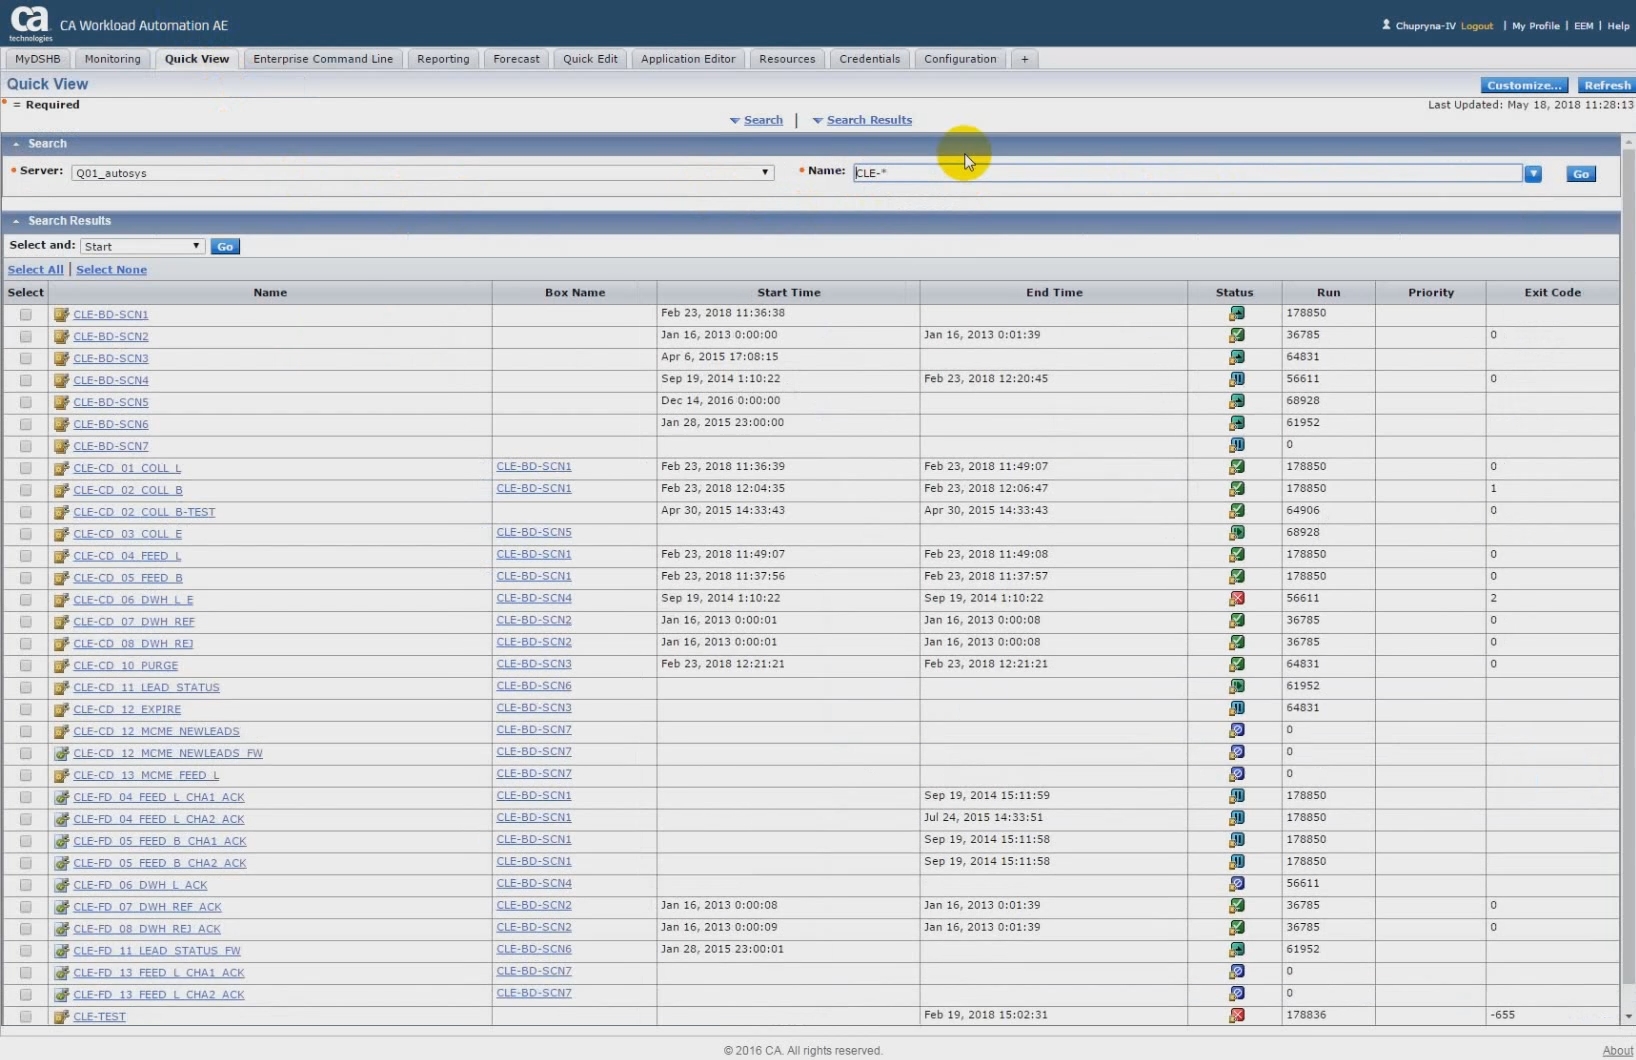 ca technologies CA Workload Automation AE Chupryna-IV Logout | My Profile | EEM | Help
MyDSHB Monitoring Quick View Enterprise Command Line Reporting Forecast Quick Edit Application Editor Resources Credentials Configuration +
Quick View Customize... Refresh
* = Required Last Updated: May 18, 2018 11:28:13
Search | Search Results
Search
* Server: Q01_autosys * Name: CLE-* Go
Search Results
Select and: Start Go
Select All | Select None
Select Name Box Name Start Time End Time Status Run Priority Exit Code
CLE-BD-SCN1 Feb 23, 2018 11:36:38 178850
CLE-BD-SCN2 Jan 16, 2013 0:00:00 Jan 16, 2013 0:01:39 36785 0
CLE-BD-SCN3 Apr 6, 2015 17:08:15 64831
CLE-BD-SCN4 Sep 19, 2014 1:10:22 Feb 23, 2018 12:20:45 56611 0
CLE-BD-SCN5 Dec 14, 2016 0:00:00 68928
CLE-BD-SCN6 Jan 28, 2015 23:00:00 61952
CLE-BD-SCN7 0
CLE-CD_01_COLL_L CLE-BD-SCN1 Feb 23, 2018 11:36:39 Feb 23, 2018 11:49:07 178850 0
CLE-CD_02_COLL_B CLE-BD-SCN1 Feb 23, 2018 12:04:35 Feb 23, 2018 12:06:47 178850 1
CLE-CD_02_COLL_B-TEST Apr 30, 2015 14:33:43 Apr 30, 2015 14:33:43 64906 0
CLE-CD_03_COLL_E CLE-BD-SCN5 68928
CLE-CD_04_FEED_L CLE-BD-SCN1 Feb 23, 2018 11:49:07 Feb 23, 2018 11:49:08 178850 0
CLE-CD_05_FEED_B CLE-BD-SCN1 Feb 23, 2018 11:37:56 Feb 23, 2018 11:37:57 178850 0
CLE-CD_06_DWH_L_E CLE-BD-SCN4 Sep 19, 2014 1:10:22 Sep 19, 2014 1:10:22 56611 2
CLE-CD_07_DWH_REF CLE-BD-SCN2 Jan 16, 2013 0:00:01 Jan 16, 2013 0:00:08 36785 0
CLE-CD_08_DWH_REJ CLE-BD-SCN2 Jan 16, 2013 0:00:01 Jan 16, 2013 0:00:08 36785 0
CLE-CD_10_PURGE CLE-BD-SCN3 Feb 23, 2018 12:21:21 Feb 23, 2018 12:21:21 64831 0
CLE-CD_11_LEAD_STATUS CLE-BD-SCN6 61952
CLE-CD_12_EXPIRE CLE-BD-SCN3 64831
CLE-CD_12_MCME_NEWLEADS CLE-BD-SCN7 0
CLE-CD_12_MCME_NEWLEADS_FW CLE-BD-SCN7 0
CLE-CD_13_MCME_FEED_L CLE-BD-SCN7 0
CLE-FD_04_FEED_L_CHA1_ACK CLE-BD-SCN1 Sep 19, 2014 15:11:59 178850
CLE-FD_04_FEED_L_CHA2_ACK CLE-BD-SCN1 Jul 24, 2015 14:33:51 178850
CLE-FD_05_FEED_B_CHA1_ACK CLE-BD-SCN1 Sep 19, 2014 15:11:58 178850
CLE-FD_05_FEED_B_CHA2_ACK CLE-BD-SCN1 Sep 19, 2014 15:11:58 178850
CLE-FD_06_DWH_L_ACK CLE-BD-SCN4 56611
CLE-FD_07_DWH_REF_ACK CLE-BD-SCN2 Jan 16, 2013 0:00:08 Jan 16, 2013 0:01:39 36785 0
CLE-FD_08_DWH_REJ_ACK CLE-BD-SCN2 Jan 16, 2013 0:00:09 Jan 16, 2013 0:01:39 36785 0
CLE-FD_11_LEAD_STATUS_FW CLE-BD-SCN6 Jan 28, 2015 23:00:01 61952
CLE-FD_13_FEED_L_CHA1_ACK CLE-BD-SCN7 0
CLE-FD_13_FEED_L_CHA2_ACK CLE-BD-SCN7 0
CLE-TEST Feb 19, 2018 15:02:31 178836 -655
© 2016 CA. All rights reserved. About